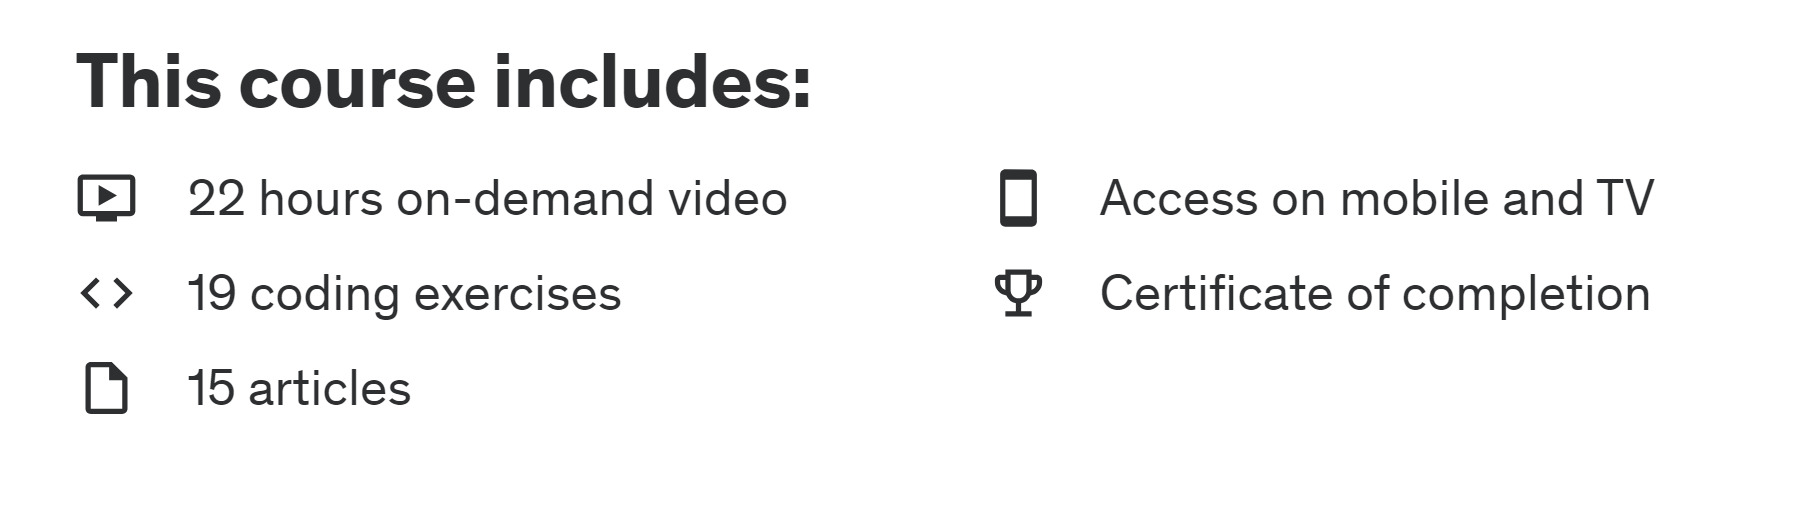 This course includes:
22 hours on-demand video
19 coding exercises
15 articles
Access on mobile and TV
Certificate of completion